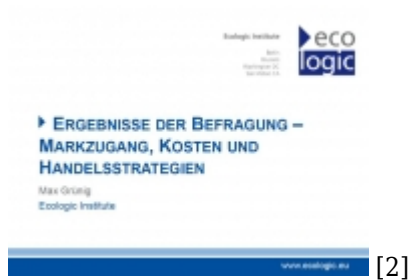 Ecologic Institute
eco
logic
ERGEBNISSE DER BEFRAGUNG –
MARKZUGANG, KOSTEN UND
HANDELSSTRATEGIEN
Max Grünig
Ecologic Institute
www.ecologic.eu
[2]